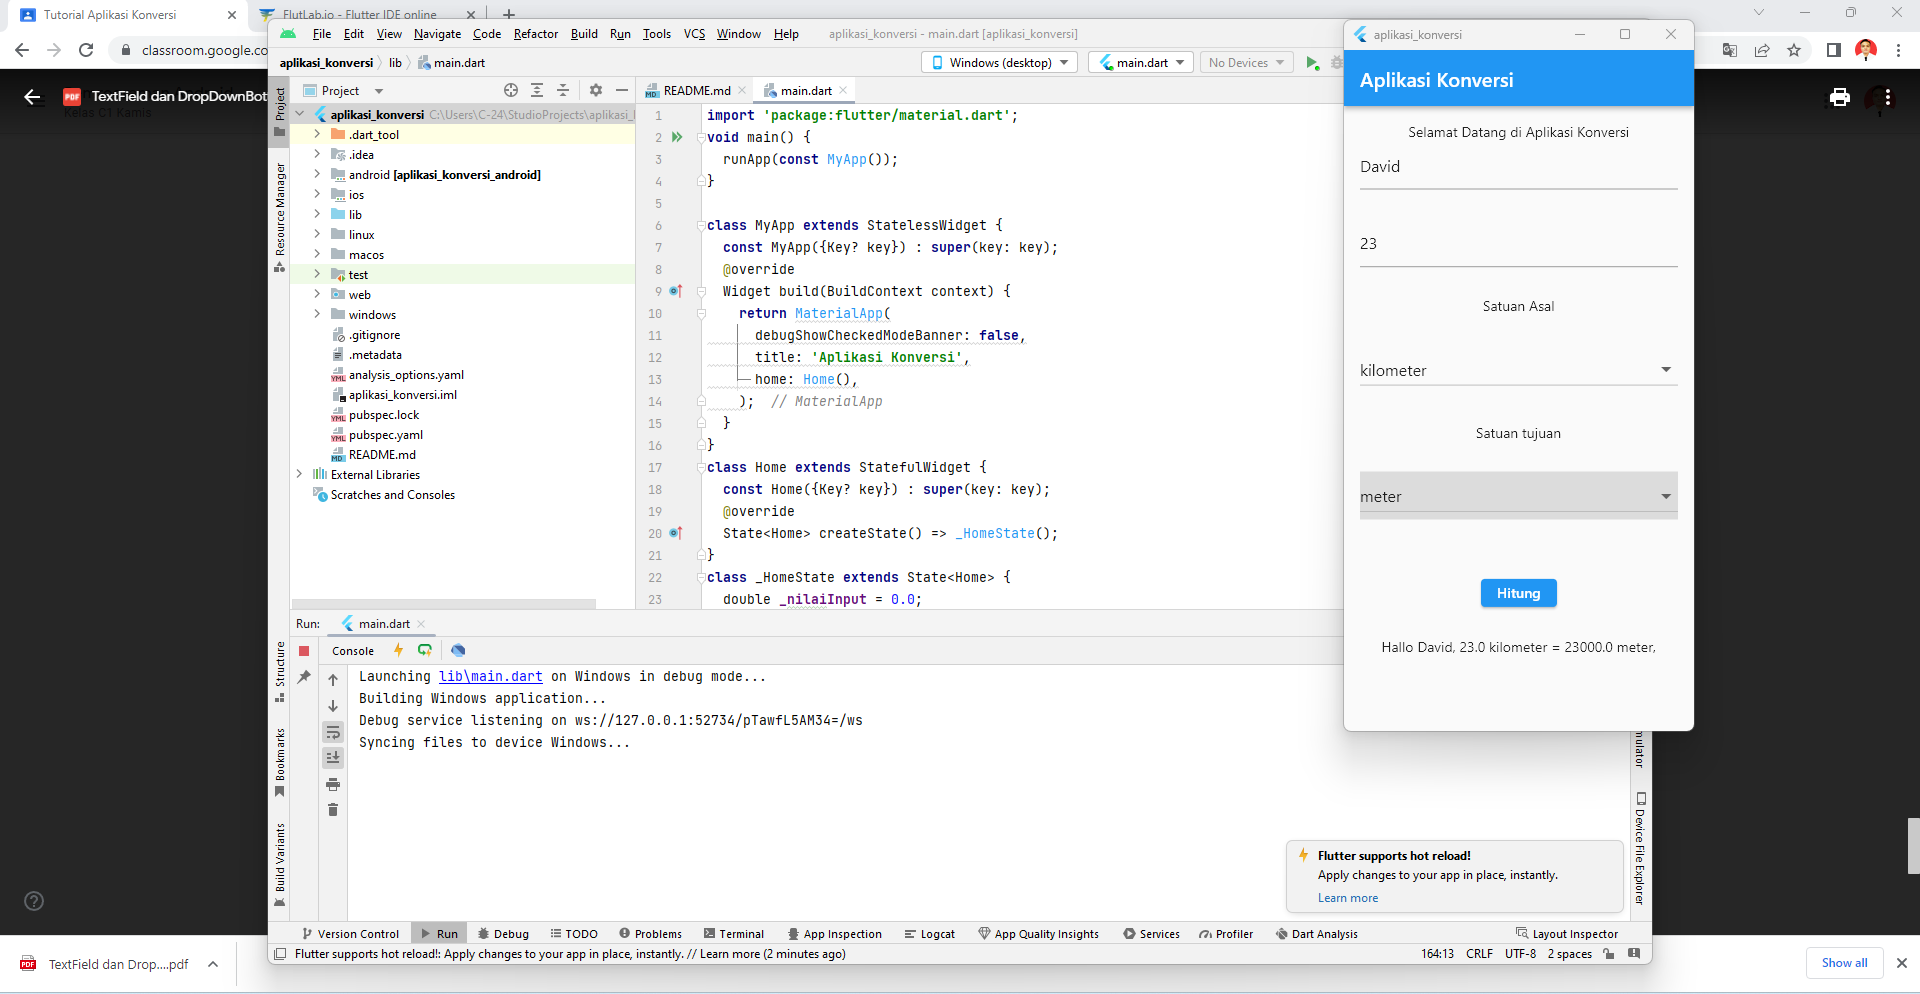 Tutorial Aplikasi Konversi
FlutLab.io - Flutter IDE online
classroom.google.co
TextField dan DropDownBot
Kelas C1 Kamis
File Edit View Navigate Code Refactor Build Run Tools VCS Window Help
aplikasi_konversi - main.dart [aplikasi_konversi]
aplikasi_konversi lib main.dart
Windows (desktop)
main.dart
No Devices
Project
README.md
main.dart
Project
Resource Manager
Structure
Bookmarks
Build Variants
aplikasi_konversi C:\Users\C-24\StudioProjects\aplikasi_
.dart_tool
.idea
android [aplikasi_konversi_android]
ios
lib
linux
macos
test
web
windows
.gitignore
.metadata
analysis_options.yaml
aplikasi_konversi.iml
pubspec.lock
pubspec.yaml
README.md
External Libraries
Scratches and Consoles
1 import 'package:flutter/material.dart';
2 void main() {
3 runApp(const MyApp());
4 }
5
6 class MyApp extends StatelessWidget {
7 const MyApp({Key? key}) : super(key: key);
8 @override
9 Widget build(BuildContext context) {
10 return MaterialApp(
11 debugShowCheckedModeBanner: false,
12 title: 'Aplikasi Konversi',
13 home: Home(),
14 ); // MaterialApp
15 }
16 }
17 class Home extends StatefulWidget {
18 const Home({Key? key}) : super(key: key);
19 @override
20 State<Home> createState() => _HomeState();
21 }
22 class _HomeState extends State<Home> {
23 double _nilaiInput = 0.0;
Run: main.dart
Console
Launching lib\main.dart on Windows in debug mode...
Building Windows application...
Debug service listening on ws://127.0.0.1:52734/pTawfL5AM34=/ws
Syncing files to device Windows...
aplikasi_konversi
Aplikasi Konversi
Selamat Datang di Aplikasi Konversi
David
23
Satuan Asal
kilometer
Satuan tujuan
meter
Hitung
Hallo David, 23.0 kilometer = 23000.0 meter,
Device File Explorer
Flutter supports hot reload!
Apply changes to your app in place, instantly.
Learn more
Version Control Run Debug TODO Problems Terminal App Inspection Logcat App Quality Insights Services Profiler Dart Analysis Layout Inspector
Flutter supports hot reload!: Apply changes to your app in place, instantly. // Learn more (2 minutes ago)
164:13 CRLF UTF-8 2 spaces
TextField dan Drop....pdf
Show all